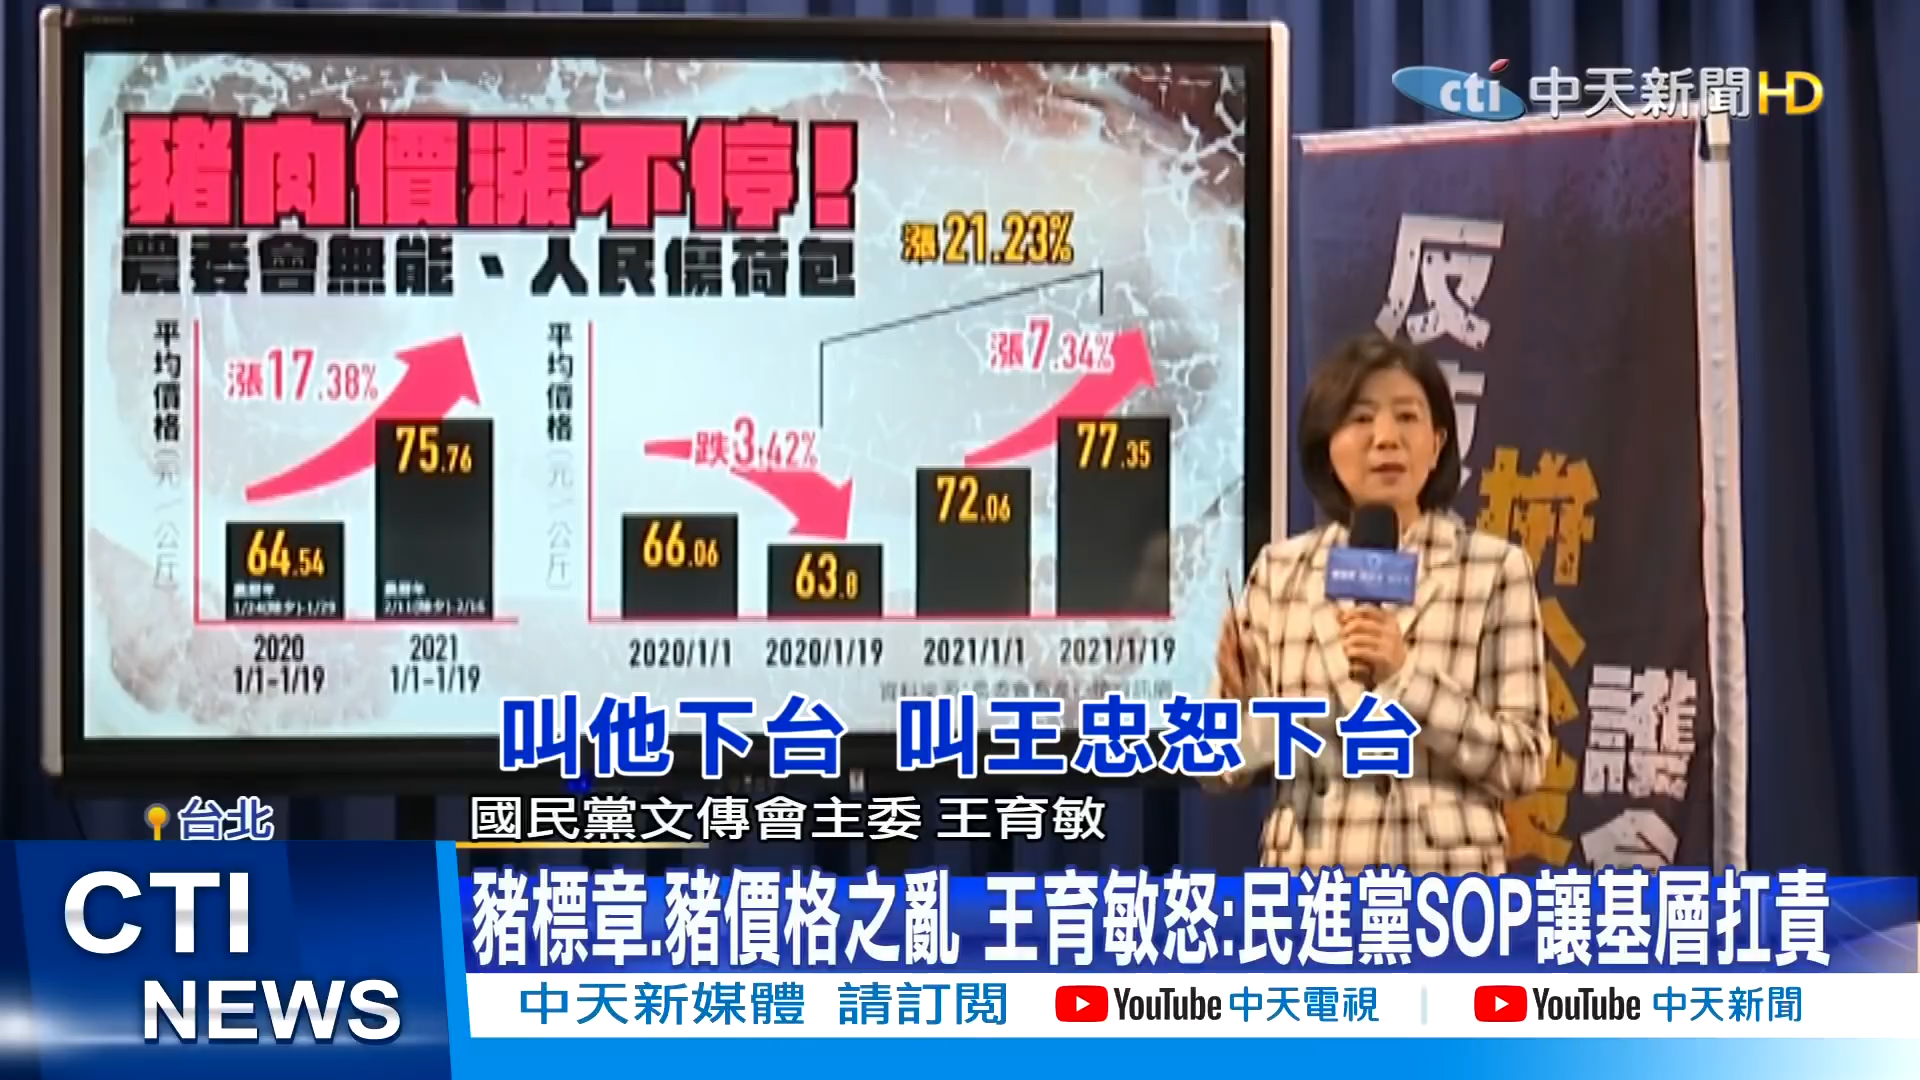 cti 中天新聞HD
豬肉價漲不停!
農委會無能、人民傷荷包
漲21.23%
平均價格(元/公斤)
漲17.38%
64.54
75.76
2020
1/1-1/19
2021
1/1-1/19
平均價格(元/公斤)
跌3.42%
漲7.34%
66.06
63.8
72.06
77.35
2020/1/1
2020/1/19
2021/1/1
2021/1/19
反
拚公
護
叫他下台 叫王忠恕下台
台北
國民黨文傳會主委 王育敏
CTI
NEWS
豬標章.豬價格之亂 王育敏怒:民進黨SOP讓基層扛責
中天新媒體 請訂閱 YouTube 中天電視 | YouTube 中天新聞